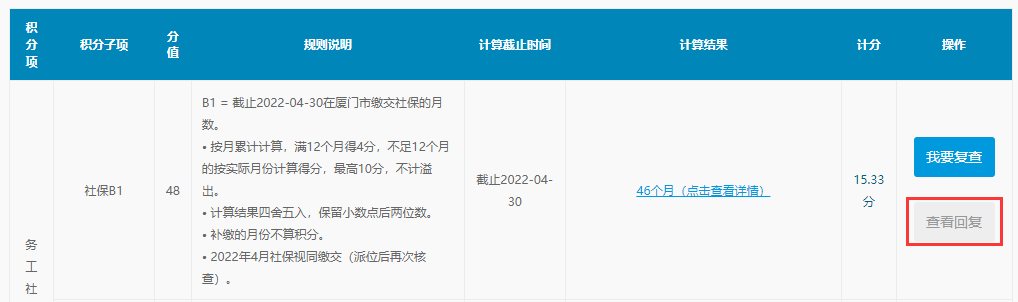 积
分
项
积分子项
分
值
规则说明
计算截止时间
计算结果
计分
操作
务
工
社
社保B1
48
B1 = 截止2022-04-30在厦门市缴交社保的月
数。
• 按月累计计算，满12个月得4分，不足12个月
的按实际月份计算得分，最高10分，不计溢
出。
• 计算结果四舍五入，保留小数点后两位数。
• 补缴的月份不算积分。
• 2022年4月社保视同缴交（派位后再次核
查）。
截止2022-04-
30
46个月（点击查看详情）
15.33
分
我要复查
查看回复